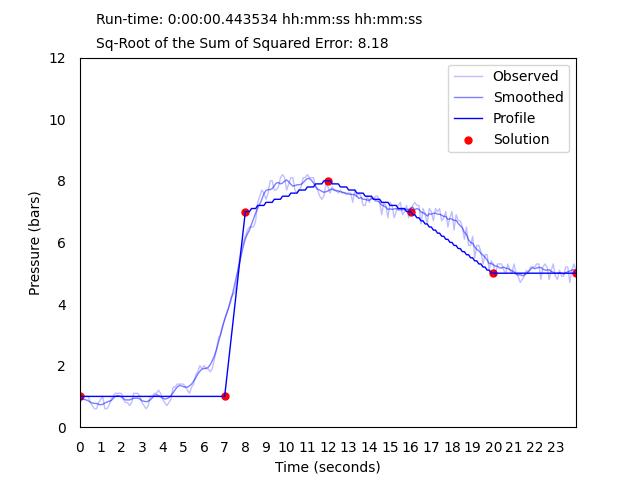 Run-time: 0:00:00.443534 hh:mm:ss hh:mm:ss
Sq-Root of the Sum of Squared Error: 8.18
12
10
8
6
4
2
0
Pressure (bars)
Observed
Smoothed
Profile
Solution
0 1 2 3 4 5 6 7 8 9 10 11 12 13 14 15 16 17 18 19 20 21 22 23
Time (seconds)